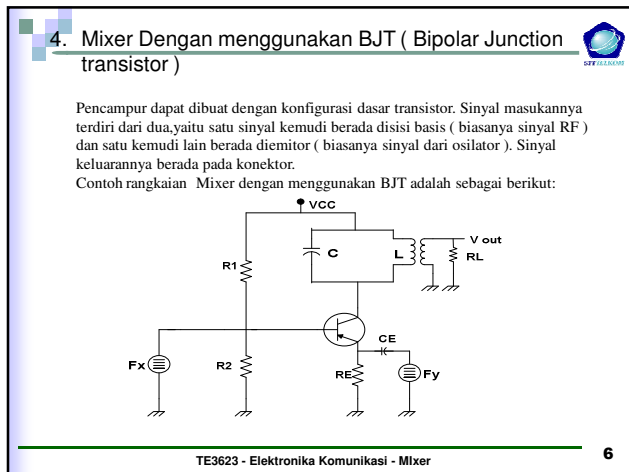 4. Mixer Dengan menggunakan BJT ( Bipolar Junction
transistor )
STTTELKOM
Pencampur dapat dibuat dengan konfigurasi dasar transistor. Sinyal masukannya
terdiri dari dua,yaitu satu sinyal kemudi berada disisi basis ( biasanya sinyal RF )
dan satu kemudi lain berada diemitor ( biasanya sinyal dari osilator ). Sinyal
keluarannya berada pada konektor.
Contoh rangkaian Mixer dengan menggunakan BJT adalah sebagai berikut:
VCC
R1
C
L
V out
RL
Fx
R2
CE
RE
Fy
TE3623 - Elektronika Komunikasi - MIxer
6